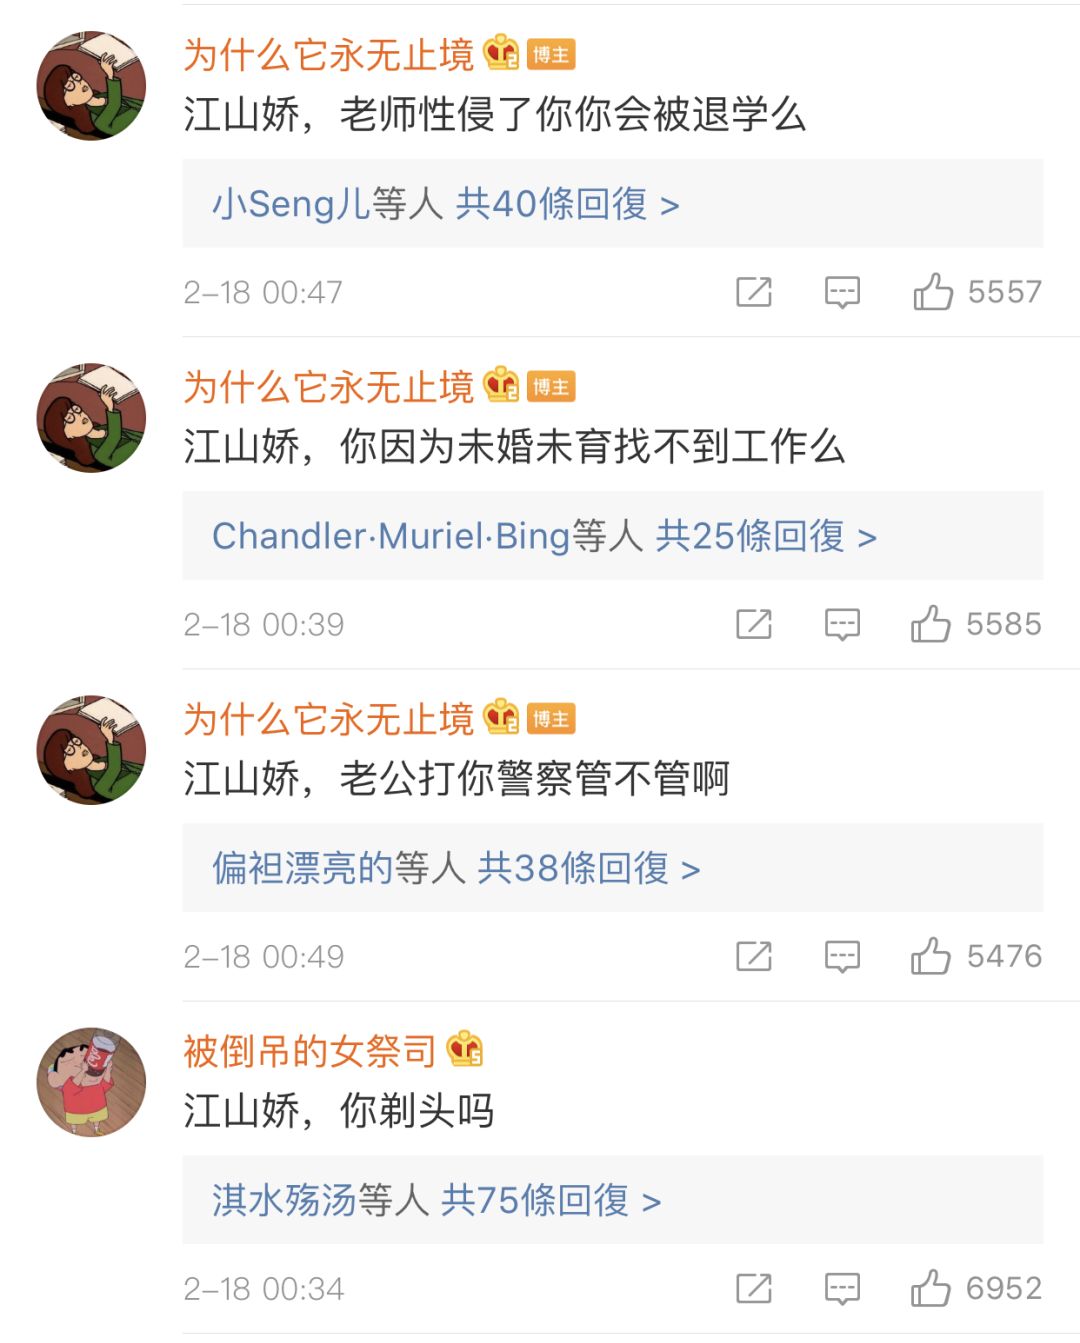 为什么它永无止境 2 博主
江山娇，老师性侵了你你会被退学么
小Seng儿等人 共40條回復 >
2-18 00:47 5557
为什么它永无止境 2 博主
江山娇，你因为未婚未育找不到工作么
Chandler·Muriel·Bing等人 共25條回復 >
2-18 00:39 5585
为什么它永无止境 2 博主
江山娇，老公打你警察管不管啊
偏袒漂亮的等人 共38條回復 >
2-18 00:49 5476
被倒吊的女祭司 5
江山娇，你剃头吗
淇水殇汤等人 共75條回復 >
2-18 00:34 6952